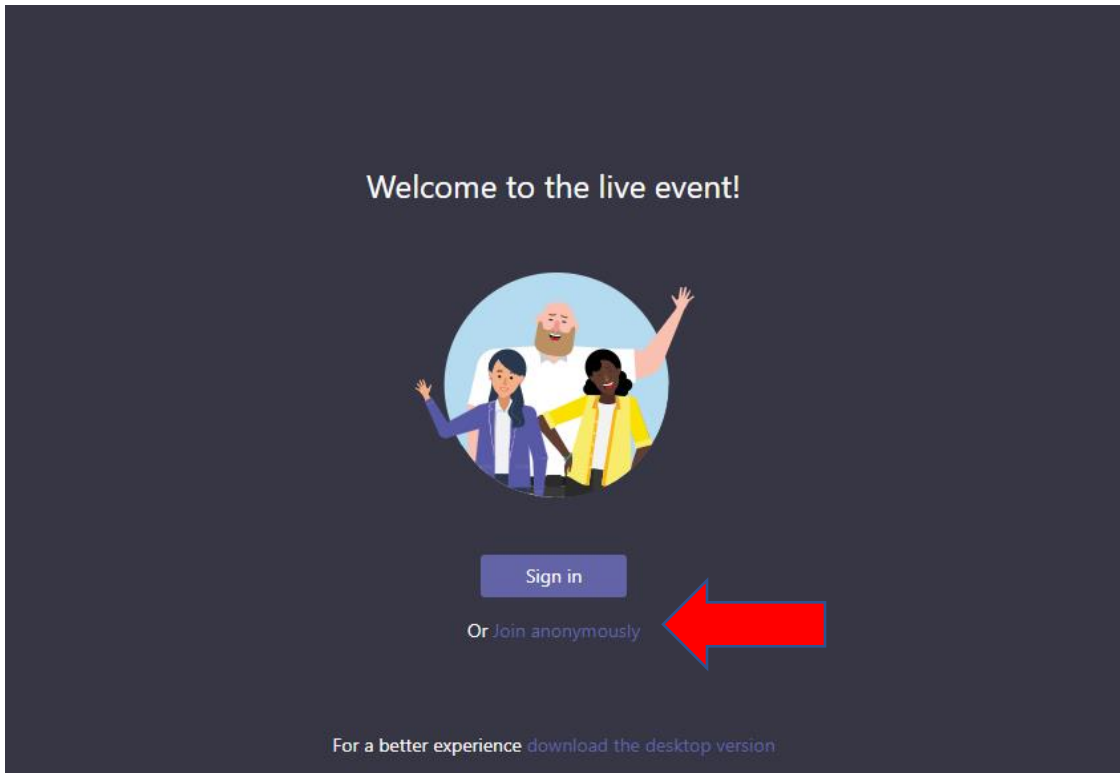 Welcome to the live event!
Sign in
Or Join anonymously
For a better experience download the desktop version